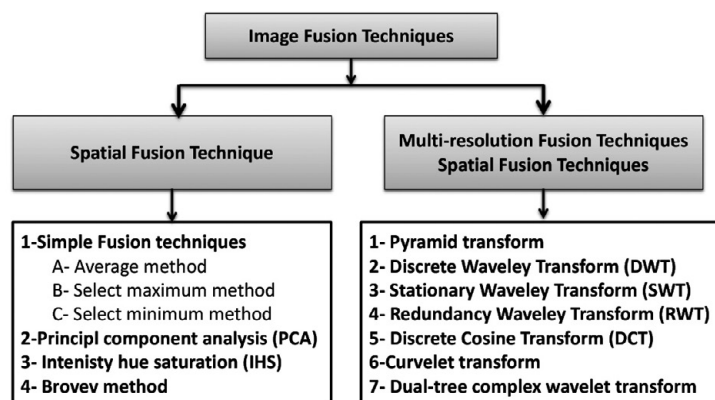 Image Fusion Techniques
Spatial Fusion Technique
Multi-resolution Fusion Techniques
Spatial Fusion Techniques
1-Simple Fusion techniques
A- Average method
B- Select maximum method
C- Select minimum method
2-Principl component analysis (PCA)
3- Intenisty hue saturation (IHS)
4- Brovev method
1- Pyramid transform
2- Discrete Waveley Transform (DWT)
3- Stationary Waveley Transform (SWT)
4- Redundancy Waveley Transform (RWT)
5- Discrete Cosine Transform (DCT)
6-Curvelet transform
7- Dual-tree complex wavelet transform